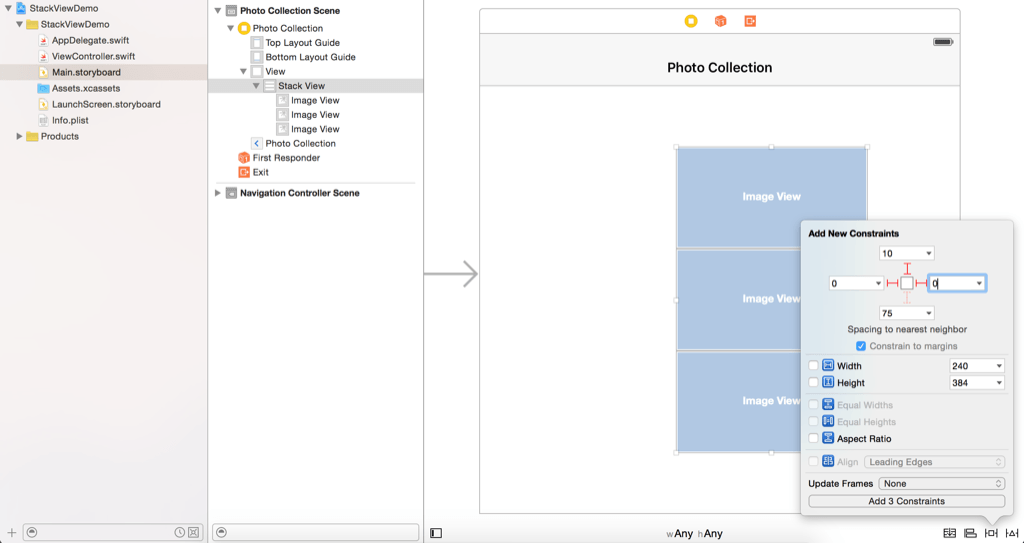 StackViewDemo
StackViewDemo
AppDelegate.swift
ViewController.swift
Main.storyboard
Assets.xcassets
LaunchScreen.storyboard
Info.plist
Products
Photo Collection Scene
Photo Collection
Top Layout Guide
Bottom Layout Guide
View
Stack View
Image View
Image View
Image View
Photo Collection
First Responder
Exit
Navigation Controller Scene
Photo Collection
Image View
Image View
Image View
Add New Constraints
10
0 0
75
Spacing to nearest neighbor
Constrain to margins
Width 240
Height 384
Equal Widths
Equal Heights
Aspect Ratio
Align Leading Edges
Update Frames None
Add 3 Constraints
wAny hAny